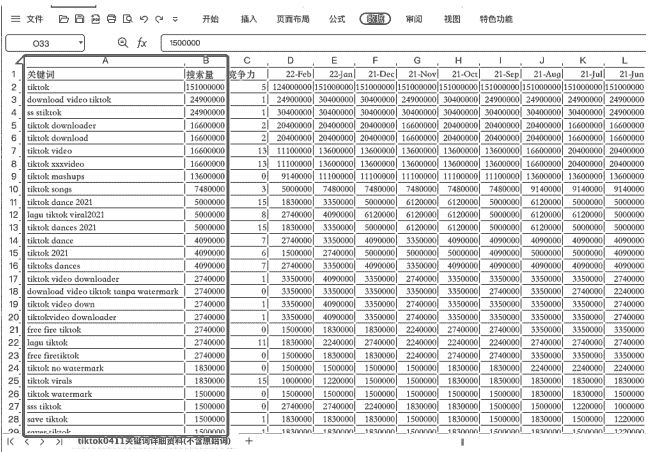 文件 开始 插入 页面布局 公式 数据 审阅 视图 特色功能
O33 fx 1500000
A B C D E F G H I J K L
1 关键词 搜索量 竞争力 22-Feb 22-Jan 21-Dec 21-Nov 21-Oct 21-Sep 21-Aug 21-Jul 21-Jun
2 tiktok 151000000 5 124000000 151000000 151000000 151000000 151000000 151000000 151000000 151000000 151000000
3 download video tiktok 24900000 1 24900000 30400000 30400000 24900000 30400000 24900000 24900000 24900000 24900000
4 ss stiktok 24900000 1 30400000 30400000 30400000 30400000 30400000 24900000 24900000 24900000 24900000
5 tiktok downloader 16600000 2 20400000 20400000 20400000 16600000 20400000 20400000 20400000 16600000 16600000
6 tiktok download 16600000 2 20400000 20400000 20400000 20400000 20400000 20400000 20400000 16600000 16600000
7 tiktok video 16600000 13 11100000 13600000 13600000 13600000 16600000 16600000 20400000 20400000 20400000
8 tiktok xxxvideo 16600000 13 11100000 13600000 13600000 13600000 16600000 16600000 16600000 20400000 20400000
9 tiktok mashups 13600000 0 9140000 11100000 11100000 11100000 13600000 13600000 13600000 13600000 13600000
10 tiktok songs 7480000 3 5000000 7480000 7480000 7480000 7480000 7480000 9140000 9140000 9140000
11 tiktok dance 2021 5000000 15 1830000 3350000 5000000 6120000 6120000 5000000 6120000 5000000 5000000
12 lagu tiktok viral2021 5000000 8 2740000 4090000 6120000 6120000 6120000 5000000 6120000 5000000 5000000
13 tiktok dances 2021 5000000 15 1830000 3350000 5000000 6120000 6120000 5000000 6120000 5000000 5000000
14 tiktok dance 4090000 7 2740000 3350000 4090000 3350000 4090000 4090000 4090000 4090000 4090000
15 tiktok 2021 4090000 6 1500000 2740000 5000000 5000000 5000000 4090000 5000000 4090000 4090000
16 tiktoks dances 4090000 7 2740000 3350000 4090000 3350000 4090000 4090000 4090000 4090000 4090000
17 tiktok video downloader 2740000 1 3350000 4090000 3350000 2740000 3350000 3350000 3350000 3350000 2740000
18 download video tiktok tanpa watermark 2740000 0 3350000 3350000 3350000 3350000 3350000 2740000 3350000 2740000 2240000
19 tiktok video down 2740000 1 3350000 4090000 3350000 2740000 3350000 3350000 3350000 3350000 2740000
20 tiktokvideo downloader 2740000 1 3350000 4090000 3350000 2740000 3350000 3350000 3350000 3350000 2740000
21 free fire tiktok 2740000 0 1500000 1830000 1830000 2240000 2740000 2740000 3350000 3350000 3350000
22 lagu tiktok 2740000 11 1830000 2240000 2740000 2240000 2740000 2240000 2740000 2740000 2740000
23 free firetiktok 2740000 0 1500000 1830000 1830000 2240000 2740000 2740000 3350000 3350000 3350000
24 tiktok no watermark 1830000 0 1500000 1500000 1500000 1500000 1830000 2240000 2240000 2240000 2240000
25 tiktok virals 1830000 15 1000000 1220000 1500000 1500000 1830000 1500000 1830000 1830000 1830000
26 tiktok watermark 1500000 0 1500000 1500000 1500000 1500000 1500000 1830000 1830000 1830000 1500000
27 sss tiktok 1500000 0 2740000 2740000 2240000 1830000 1830000 1500000 1500000 1220000 1000000
28 save tiktok 1500000 1 1830000 1830000 1830000 1500000 1830000 1500000 1500000 1500000 1220000
tiktok0411关键词详细资料(不含原始词)